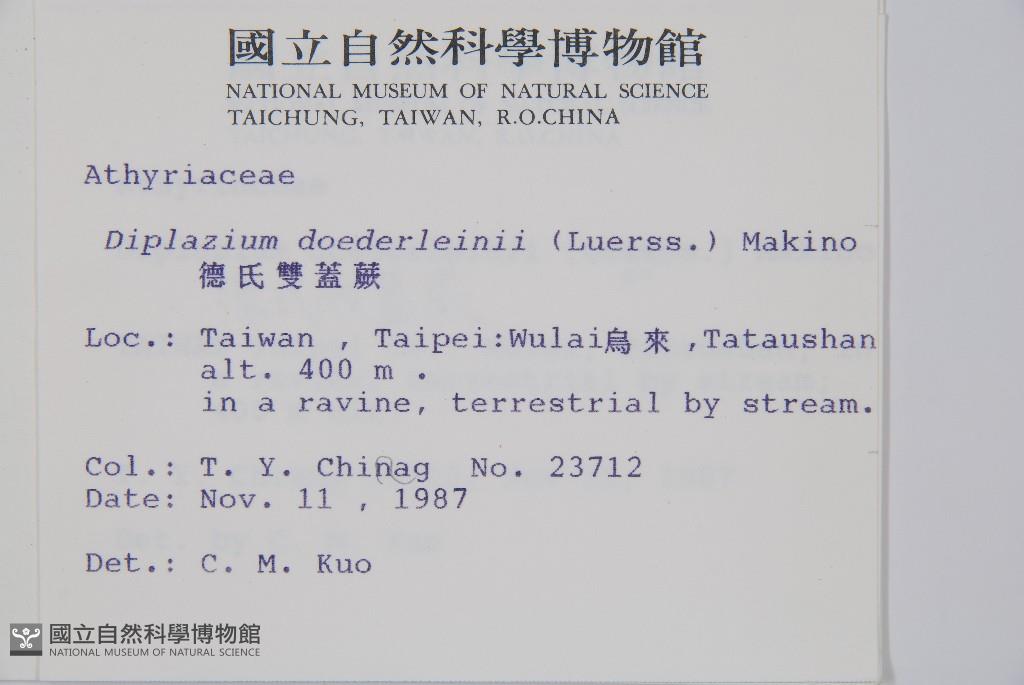 國立自然科學博物館
NATIONAL MUSEUM OF NATURAL SCIENCE
TAICHUNG, TAIWAN, R.O.CHINA
Athyriaceae
Diplazium doederleinii (Luerss.) Makino
德氏雙蓋蕨
Loc.: Taiwan , Taipei:Wulai烏來,Tataushan
alt. 400 m .
in a ravine, terrestrial by stream.
Col.: T. Y. Chinag No. 23712
Date: Nov. 11 , 1987
Det.: C. M. Kuo
國立自然科學博物館
NATIONAL MUSEUM OF NATURAL SCIENCE